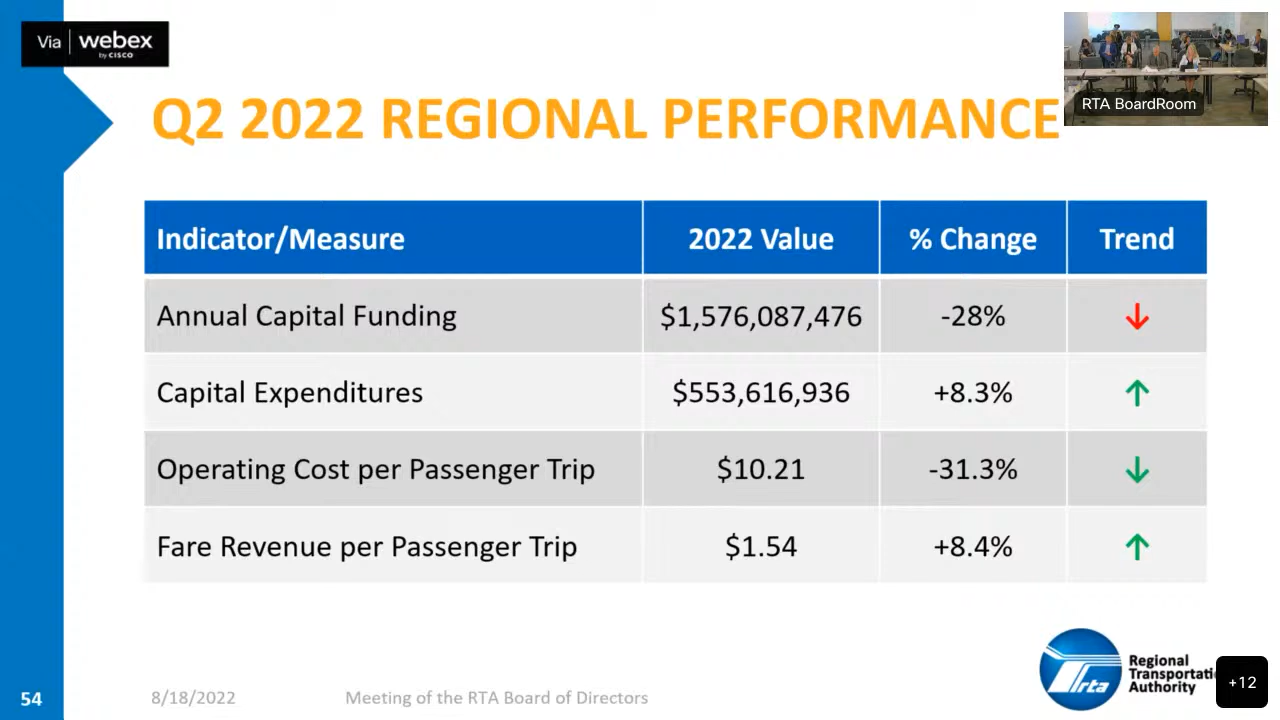 Via webex
by CISCO
RTA BoardRoom
Q2 2022 REGIONAL PERFORMANCE
Indicator/Measure 2022 Value % Change Trend
Annual Capital Funding $1,576,087,476 -28% ↓
Capital Expenditures $553,616,936 +8.3% ↑
Operating Cost per Passenger Trip $10.21 -31.3% ↓
Fare Revenue per Passenger Trip $1.54 +8.4% ↑
54 8/18/2022 Meeting of the RTA Board of Directors
rta
Regional
Transportati
Authority
+12